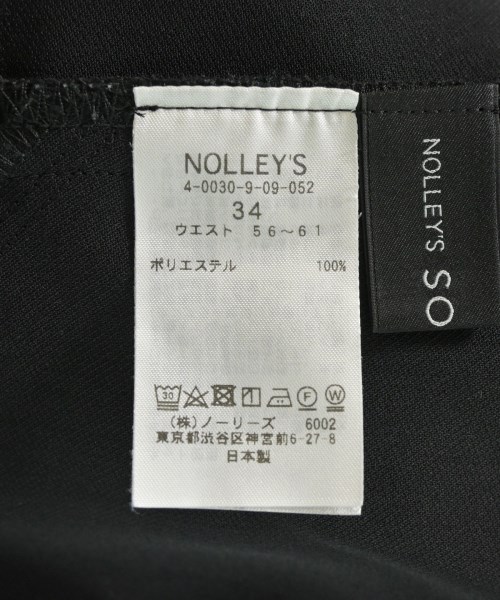 NOLLEY'S
4-0030-9-09-052
34
ウエスト 56～61
ポリエステル 100%
30 F W
(株)ノーリーズ 6002
東京都渋谷区神宮前6-27-8
日本製
NOLLEY'S SO